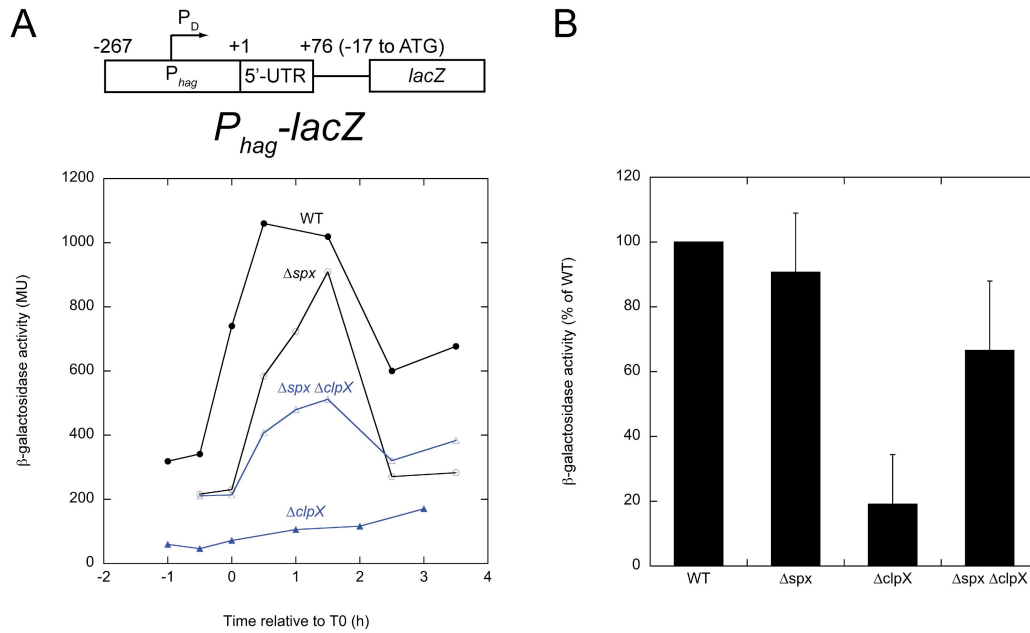 A
P_D
-267 +1 +76 (-17 to ATG)
P_hag 5'-UTR lacZ
P_hag-lacZ
1200
1000
800
600
400
200
0
β-galactosidase activity (MU)
WT
Δspx
Δspx ΔclpX
ΔclpX
-2 -1 0 1 2 3 4
Time relative to T0 (h)
B
120
100
80
60
40
20
0
β-galactosidase activity (% of WT)
WT Δspx ΔclpX Δspx ΔclpX